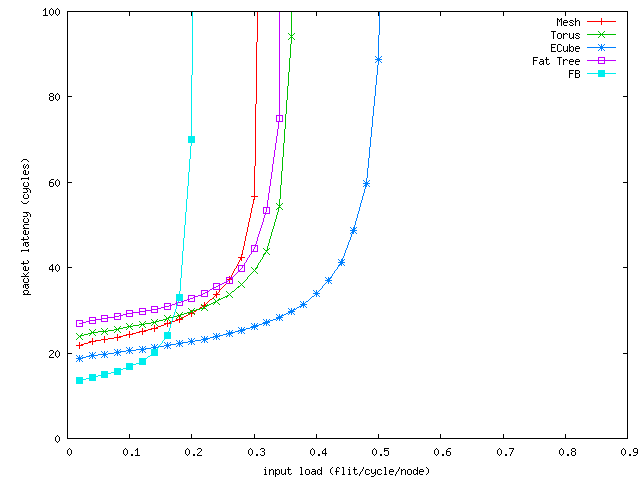 100
80
60
40
20
0
packet latency (cycles)
Mesh
Torus
ECube
Fat Tree
FB
0 0.1 0.2 0.3 0.4 0.5 0.6 0.7 0.8 0.9
input load (flit/cycle/node)